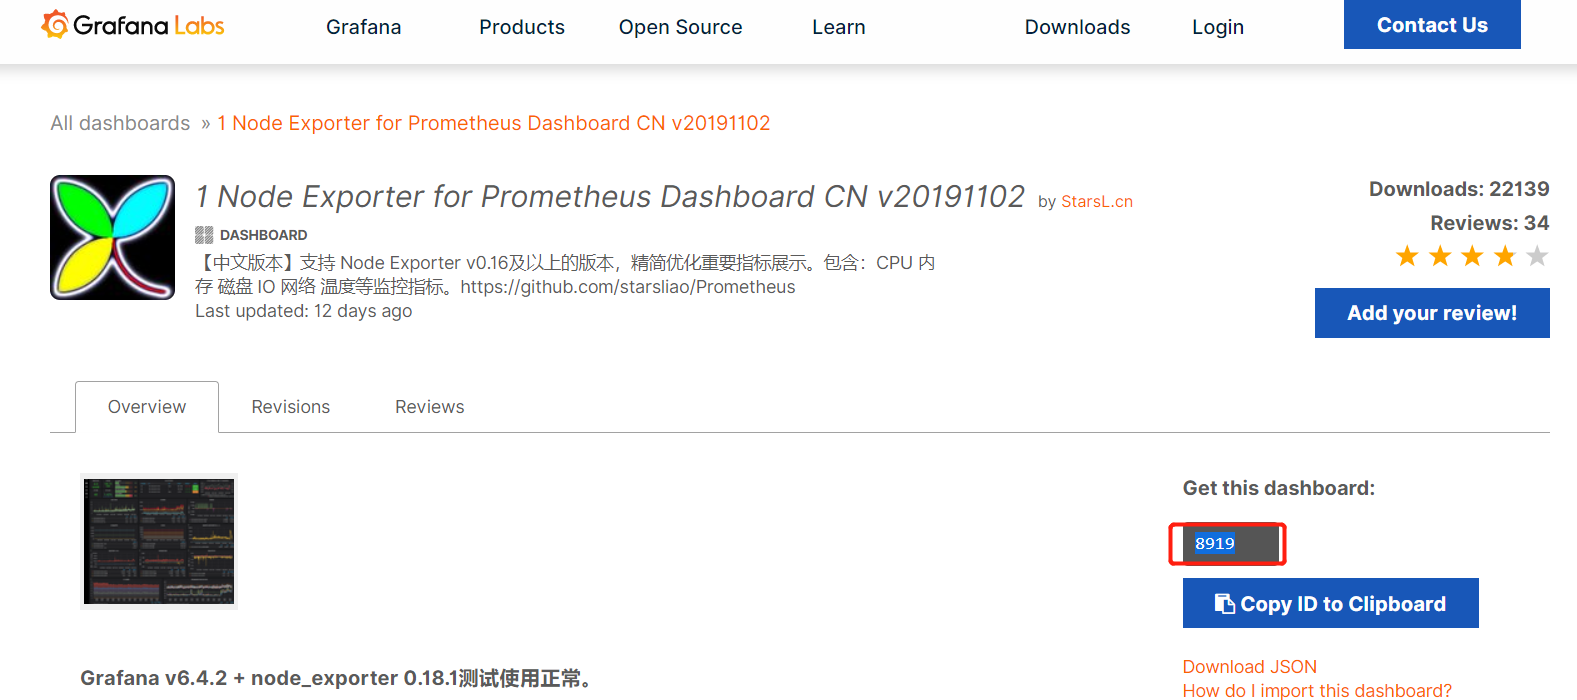 Grafana Labs
Grafana
Products
Open Source
Learn
Downloads
Login
Contact Us
All dashboards » 1 Node Exporter for Prometheus Dashboard CN v20191102
1 Node Exporter for Prometheus Dashboard CN v20191102 by StarsL.cn
DASHBOARD
【中文版本】支持 Node Exporter v0.16及以上的版本，精简优化重要指标展示。包含：CPU 内
存 磁盘 IO 网络 温度等监控指标。https://github.com/starsliao/Prometheus
Last updated: 12 days ago
Downloads: 22139
Reviews: 34
Add your review!
Overview
Revisions
Reviews
Get this dashboard:
8919
Copy ID to Clipboard
Download JSON
How do I import this dashboard?
Grafana v6.4.2 + node_exporter 0.18.1测试使用正常。